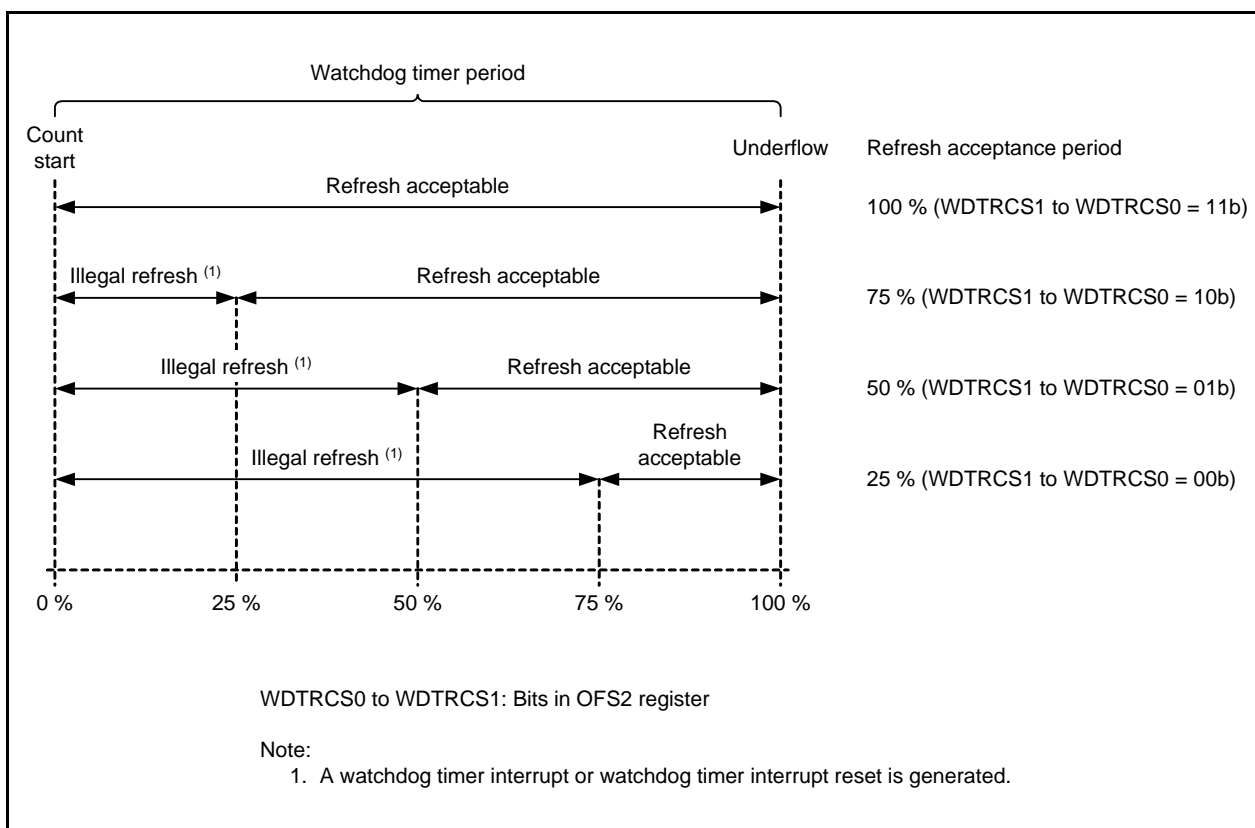 Watchdog timer period
Count
start
Underflow
Refresh acceptance period
Refresh acceptable
100 % (WDTRCS1 to WDTRCS0 = 11b)
Illegal refresh (1)
Refresh acceptable
75 % (WDTRCS1 to WDTRCS0 = 10b)
Illegal refresh (1)
Refresh acceptable
50 % (WDTRCS1 to WDTRCS0 = 01b)
Illegal refresh (1)
Refresh
acceptable
25 % (WDTRCS1 to WDTRCS0 = 00b)
0 %
25 %
50 %
75 %
100 %
WDTRCS0 to WDTRCS1: Bits in OFS2 register
Note:
1. A watchdog timer interrupt or watchdog timer interrupt reset is generated.